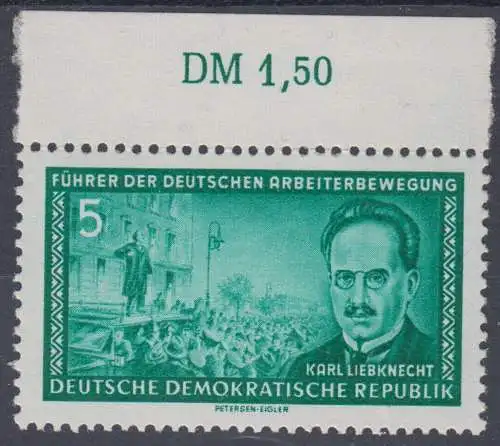 DM 1,50
FÜHRER DER DEUTSCHEN ARBEITERBEWEGUNG
5
KARL LIEBKNECHT
DEUTSCHE DEMOKRATISCHE REPUBLIK
PETERSEN-EIGLER